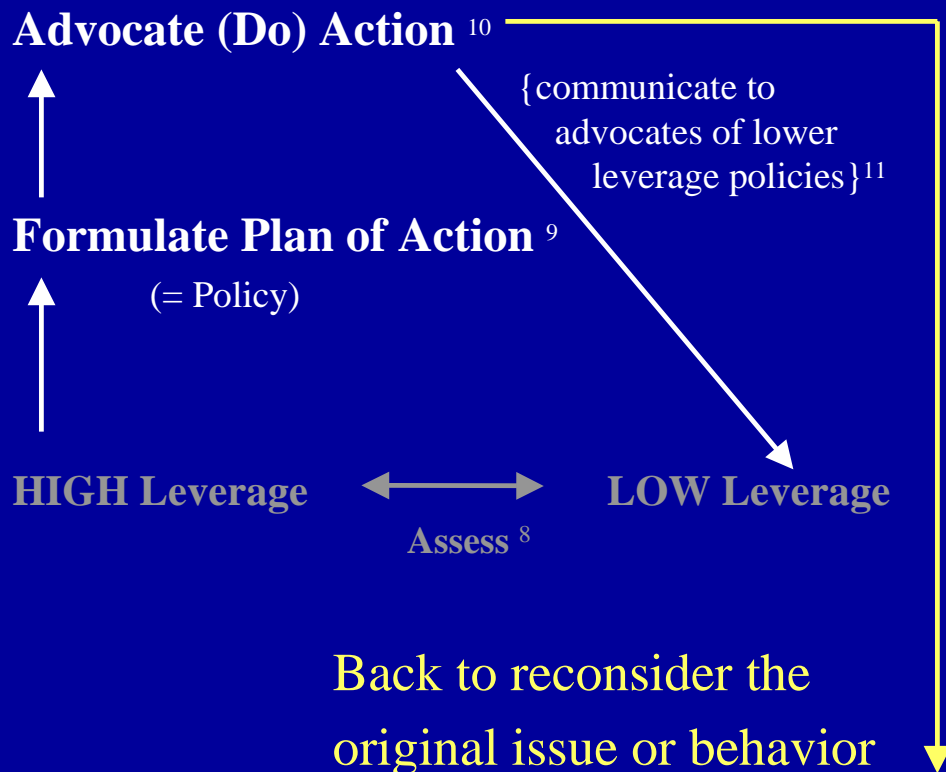 Advocate (Do) Action 10
{communicate to
advocates of lower
leverage policies}11
Formulate Plan of Action 9
(= Policy)
HIGH Leverage
LOW Leverage
Assess 8
Back to reconsider the
original issue or behavior